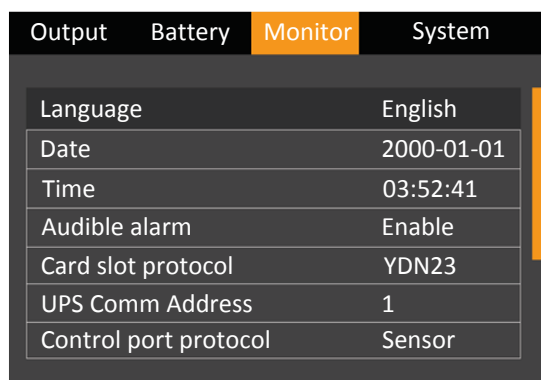 Output Battery Monitor System
Language English
Date 2000-01-01
Time 03:52:41
Audible alarm Enable
Card slot protocol YDN23
UPS Comm Address 1
Control port protocol Sensor